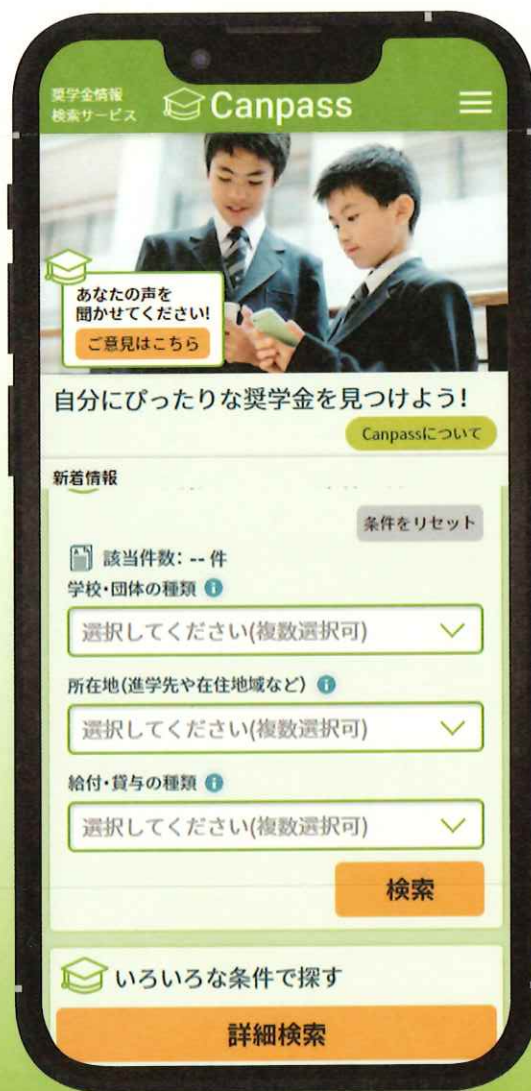 奨学金情報
検索サービス
Canpass
あなたの声を
聞かせてください!
ご意見はこちら
自分にぴったりな奨学金を見つけよう!
Canpassについて
新着情報
条件をリセット
該当件数: -- 件
学校・団体の種類
選択してください(複数選択可)
所在地(進学先や在住地域など)
選択してください(複数選択可)
給付・貸与の種類
選択してください(複数選択可)
検索
いろいろな条件で探す
詳細検索